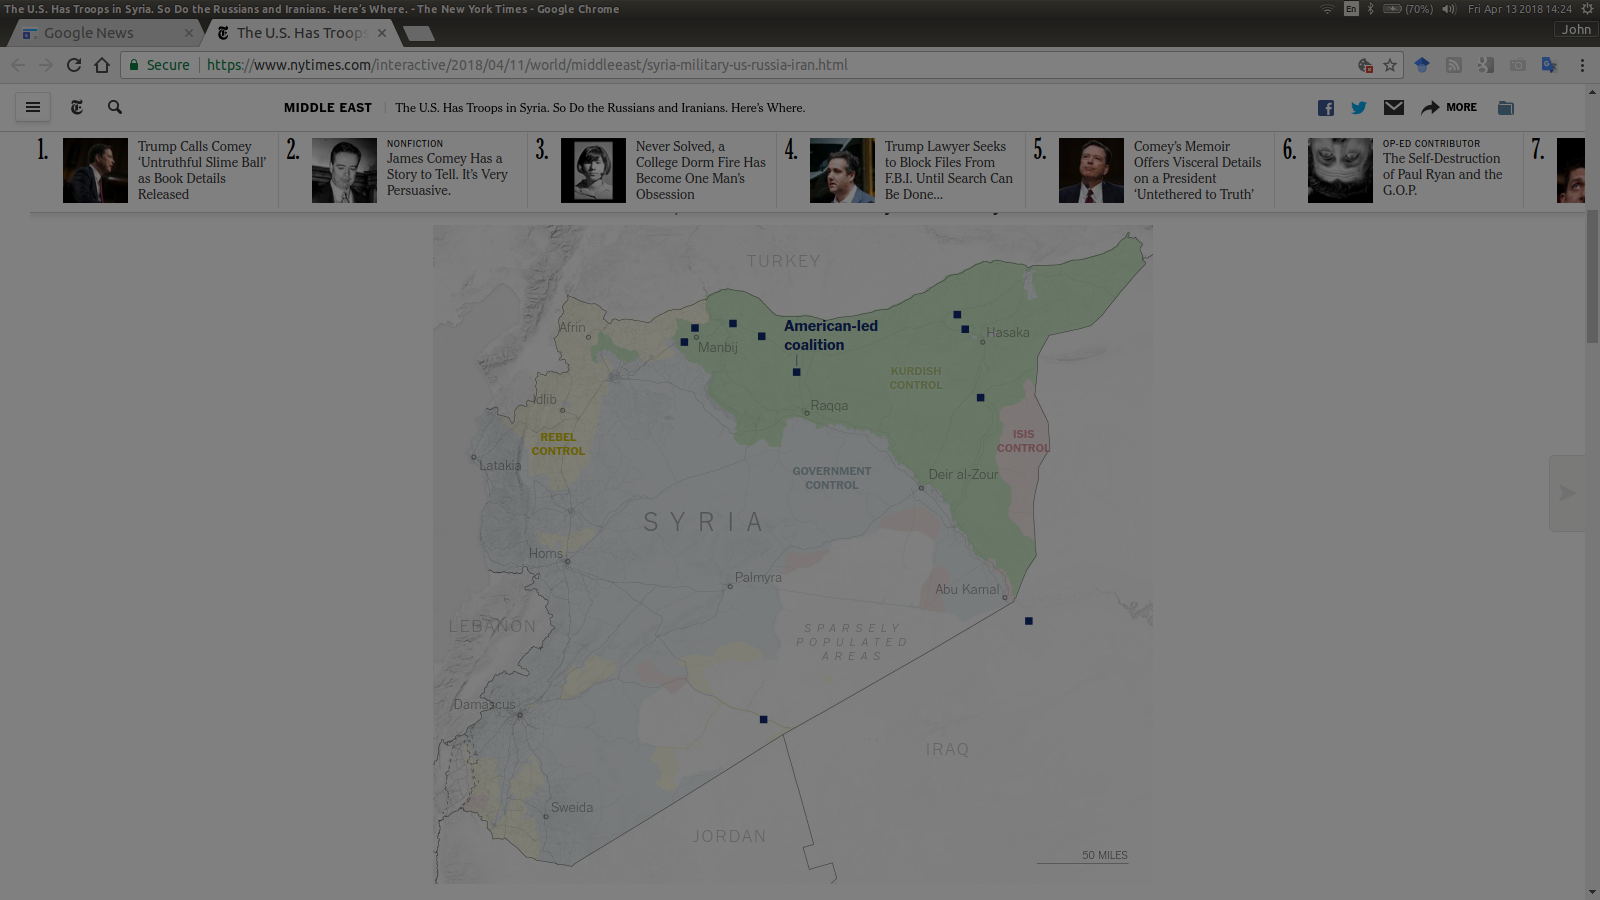 The U.S. Has Troops in Syria. So Do the Russians and Iranians. Here's Where. - The New York Times - Google Chrome
En
(70%)
Fri Apr 13 2018 14:24
Google News
The U.S. Has Troops
John
Secure
https://www.nytimes.com/interactive/2018/04/11/world/middleeast/syria-military-us-russia-iran.html
MIDDLE EAST
The U.S. Has Troops in Syria. So Do the Russians and Iranians. Here's Where.
MORE
1.
Trump Calls Comey
'Untruthful Slime Ball'
as Book Details
Released
2.
NONFICTION
James Comey Has a
Story to Tell. It's Very
Persuasive.
3.
Never Solved, a
College Dorm Fire Has
Become One Man's
Obsession
4.
Trump Lawyer Seeks
to Block Files From
F.B.I. Until Search Can
Be Done...
5.
Comey's Memoir
Offers Visceral Details
on a President
'Untethered to Truth'
6.
OP-ED CONTRIBUTOR
The Self-Destruction
of Paul Ryan and the
G.O.P.
7.
TURKEY
Afrin
Manbij
American-led
coalition
Hasaka
KURDISH
CONTROL
Idlib
Raqqa
REBEL
CONTROL
ISIS
CONTROL
Latakia
GOVERNMENT
CONTROL
Deir al-Zour
SYRIA
Homs
Palmyra
Abu Kamal
LEBANON
SPARSELY
POPULATED
AREAS
Damascus
IRAQ
Sweida
JORDAN
50 MILES